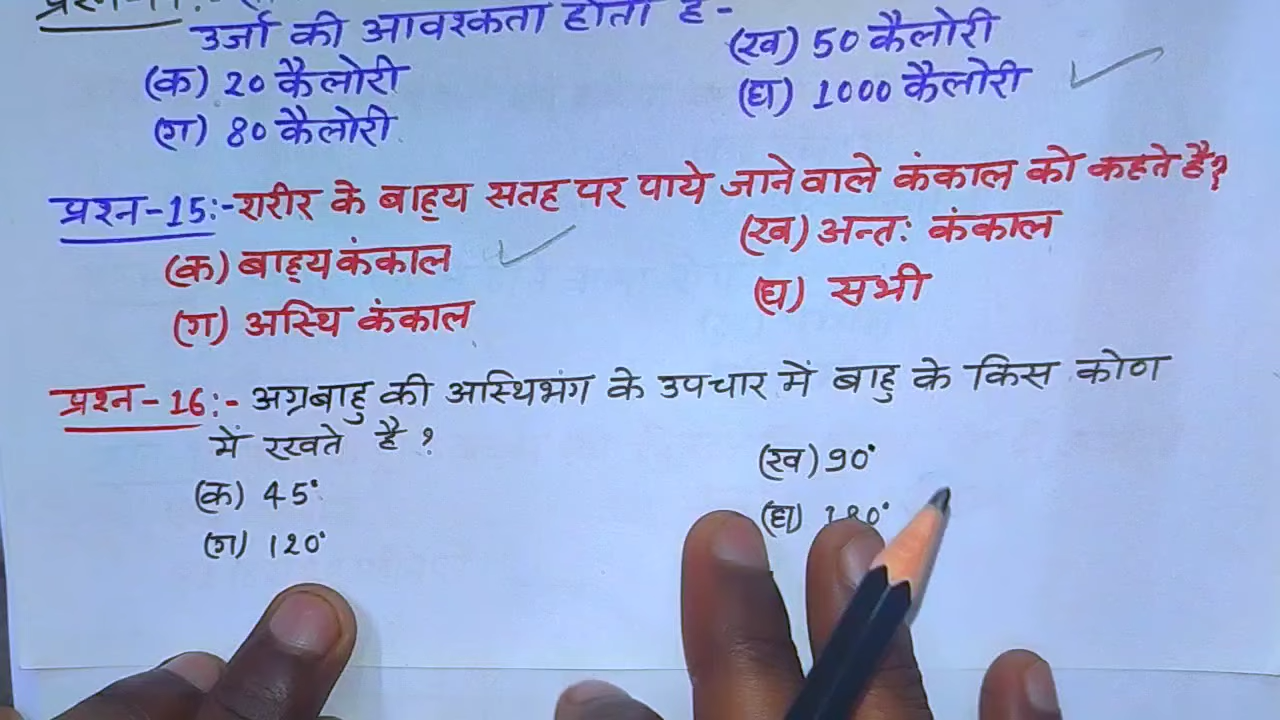 उर्जा की आवश्कता होता है-
(क) 20 कैलोरी
(ख) 50 कैलोरी
(ग) 80 कैलोरी
(घ) 1000 कैलोरी
प्रश्न-15:- शरीर के बाह्य सतह पर पाये जाने वाले कंकाल को कहते है?
(क) बाह्य कंकाल
(ख) अन्तः कंकाल
(ग) अस्थि कंकाल
(घ) सभी
प्रश्न-16:- अग्रबाहु की अस्थिभंग के उपचार में बाहु के किस कोण
में रखते है ?
(क) 45°
(ख) 90°
(ग) 120°
(घ) 180°